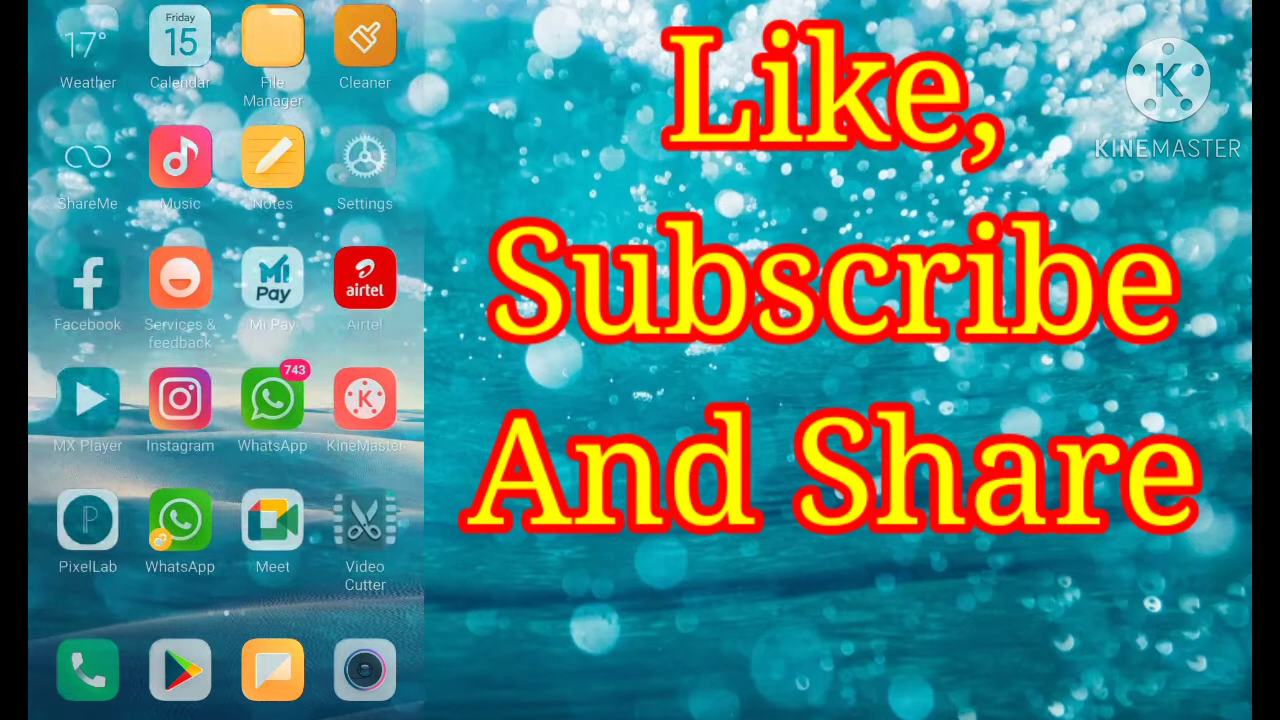 17°
Friday
15
Weather
Calendar
File
Manager
Cleaner
ShareMe
Music
Notes
Settings
f
Mi
Pay
airtel
Facebook
Services &
feedback
Mi Pay
Airtel
743
K
MX Player
Instagram
WhatsApp
KineMaster
P
PixelLab
WhatsApp
Meet
Video
Cutter
Like,
Subscribe
And Share
K
KINEMASTER